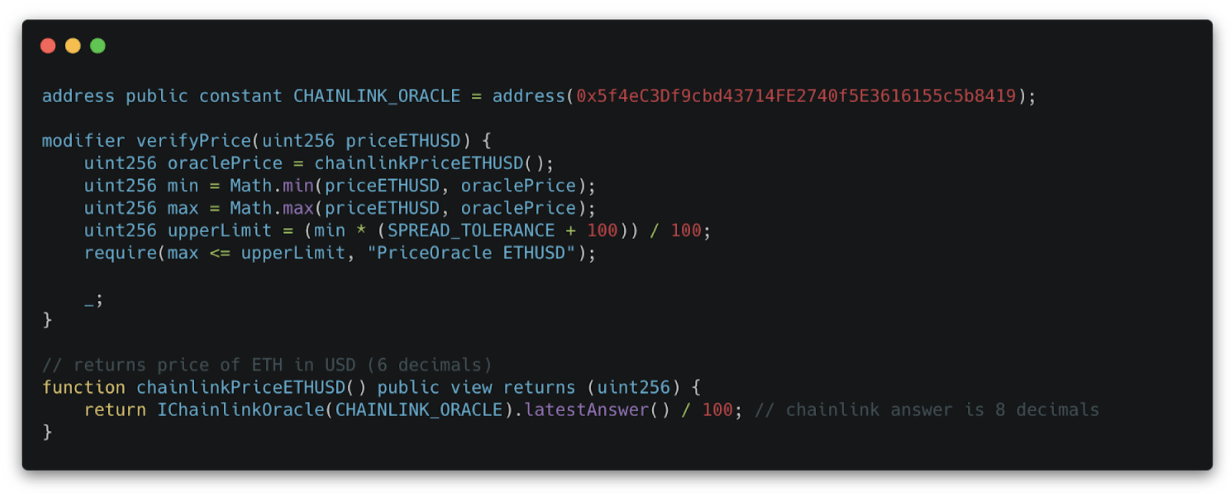 address public constant CHAINLINK_ORACLE = address(0x5f4eC3Df9cbd43714FE2740f5E3616155c5b8419);
modifier verifyPrice(uint256 priceETHUSD) {
uint256 oraclePrice = chainlinkPriceETHUSD();
uint256 min = Math.min(priceETHUSD, oraclePrice);
uint256 max = Math.max(priceETHUSD, oraclePrice);
uint256 upperLimit = (min * (SPREAD_TOLERANCE + 100)) / 100;
require(max <= upperLimit, "PriceOracle ETHUSD");
_;
}
// returns price of ETH in USD (6 decimals)
function chainlinkPriceETHUSD() public view returns (uint256) {
return IChainlinkOracle(CHAINLINK_ORACLE).latestAnswer() / 100; // chainlink answer is 8 decimals
}